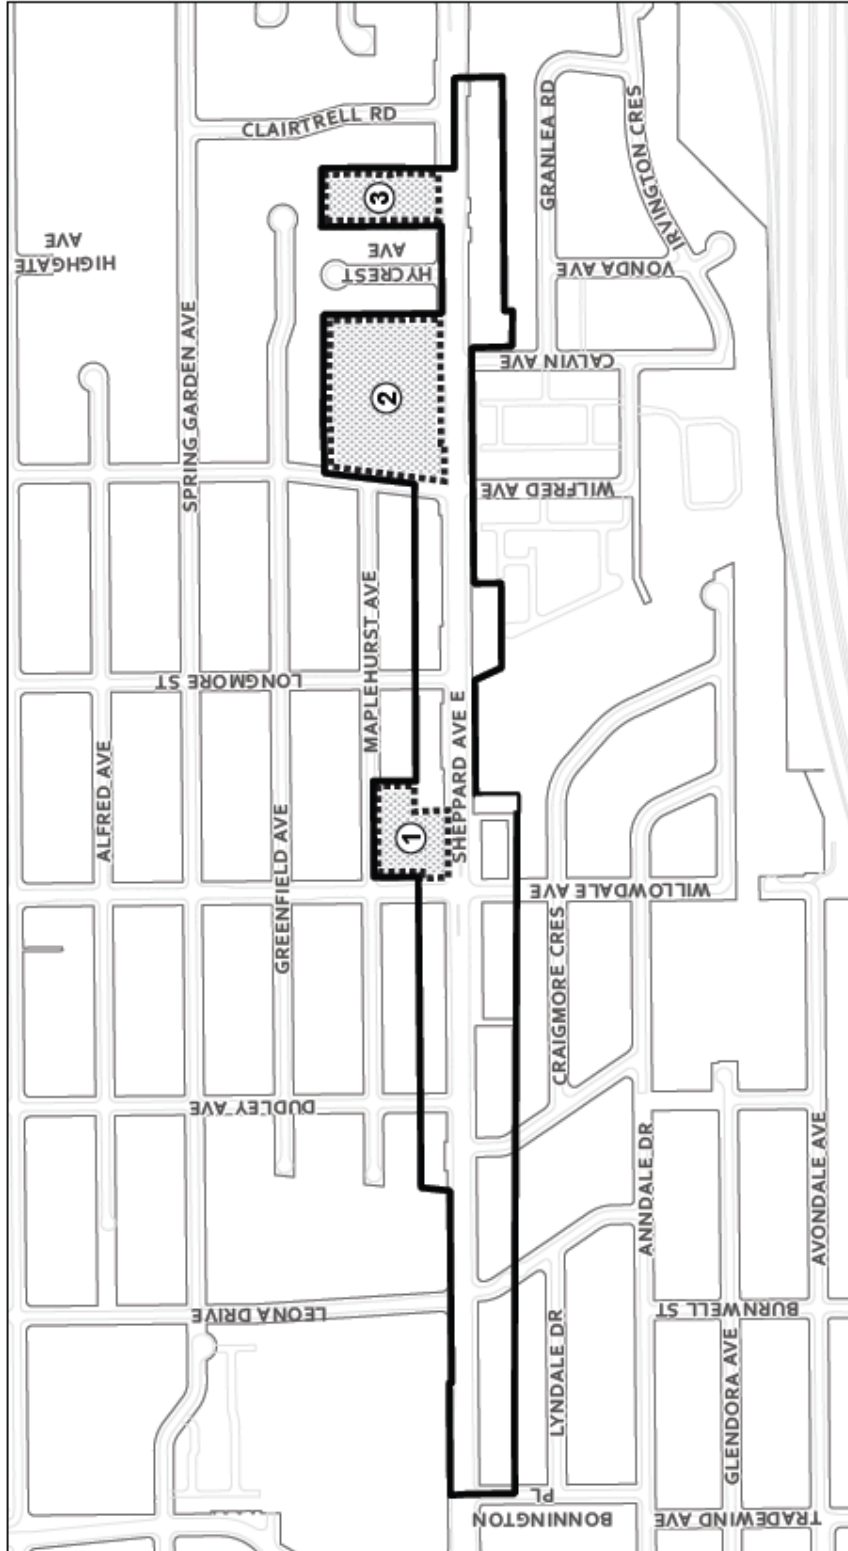 CLAIRTRELL RD
HIGHGATE
AVE
SPRING GARDEN AVE
3
HYCREST
AVE
GRANLEA RD
IRVINGTON CRES
VONDA AVE
CALVIN AVE
2
WILFRED AVE
MAPLEHURST AVE
LONGMORE ST
ALFRED AVE
GREENFIELD AVE
1
SHEPPARD AVE E
WILLOWDALE AVE
CRAIGMORE CRES
DUDLEY AVE
ANNDALE DR
AVONDALE AVE
LEONA DRIVE
LYNDALE DR
BURNWELL ST
GLENDORA AVE
BONNINGTON
PL
TRADEWIND AVE